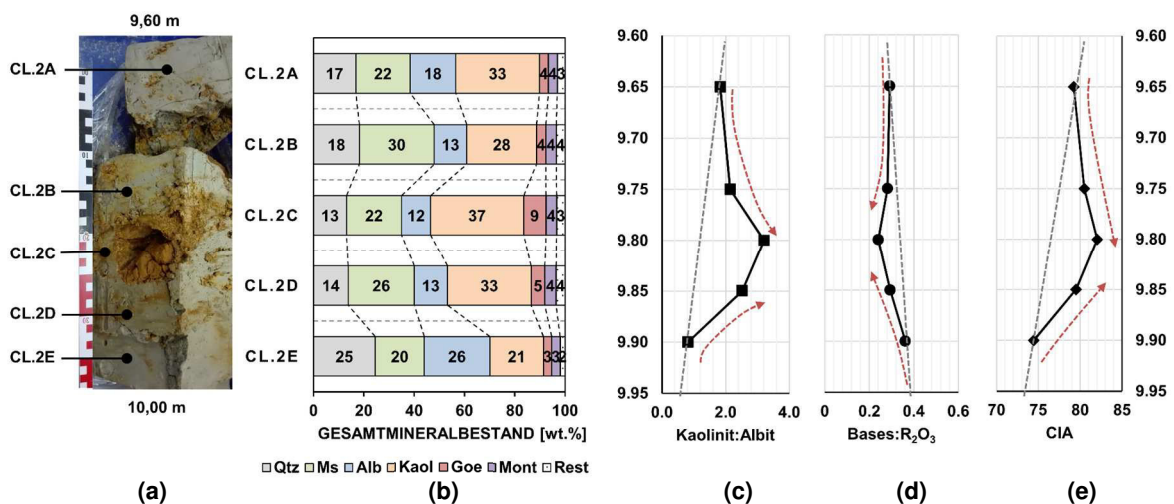 9,60 m
CL.2A
CL.2B
CL.2C
CL.2D
CL.2E
10,00 m
(a)
CL.2A 17 22 18 33 4 4 3
CL.2B 18 30 13 28 4 4 4
CL.2C 13 22 12 37 9 4 3
CL.2D 14 26 13 33 5 4 4
CL.2E 25 20 26 21 3 3 2
0 20 40 60 80 100
GESAMTMINERALBESTAND [wt.%]
Qtz Ms Alb Kaol Goe Mont Rest
(b)
9.60
9.65
9.70
9.75
9.80
9.85
9.90
9.95
0.0 2.0 4.0
Kaolinit:Albit
(c)
0.0 0.2 0.4 0.6
Bases:R₂O₃
(d)
9.60
9.65
9.70
9.75
9.80
9.85
9.90
9.95
70 75 80 85
CIA
(e)